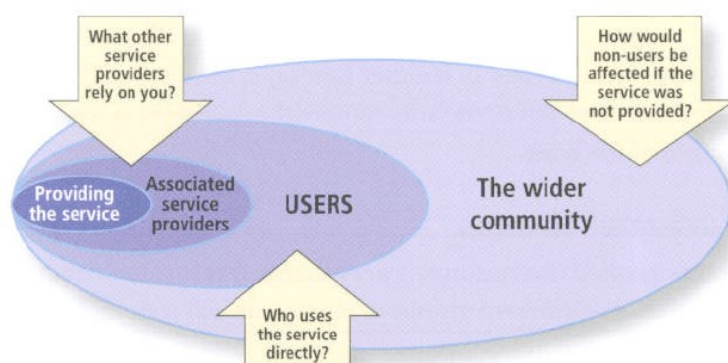 What other
service
providers
rely on you?
How would
non-users be
affected if the
service was
not provided?
Providing
the service
Associated
service
providers
USERS
The wider
community
Who uses
the service
directly?